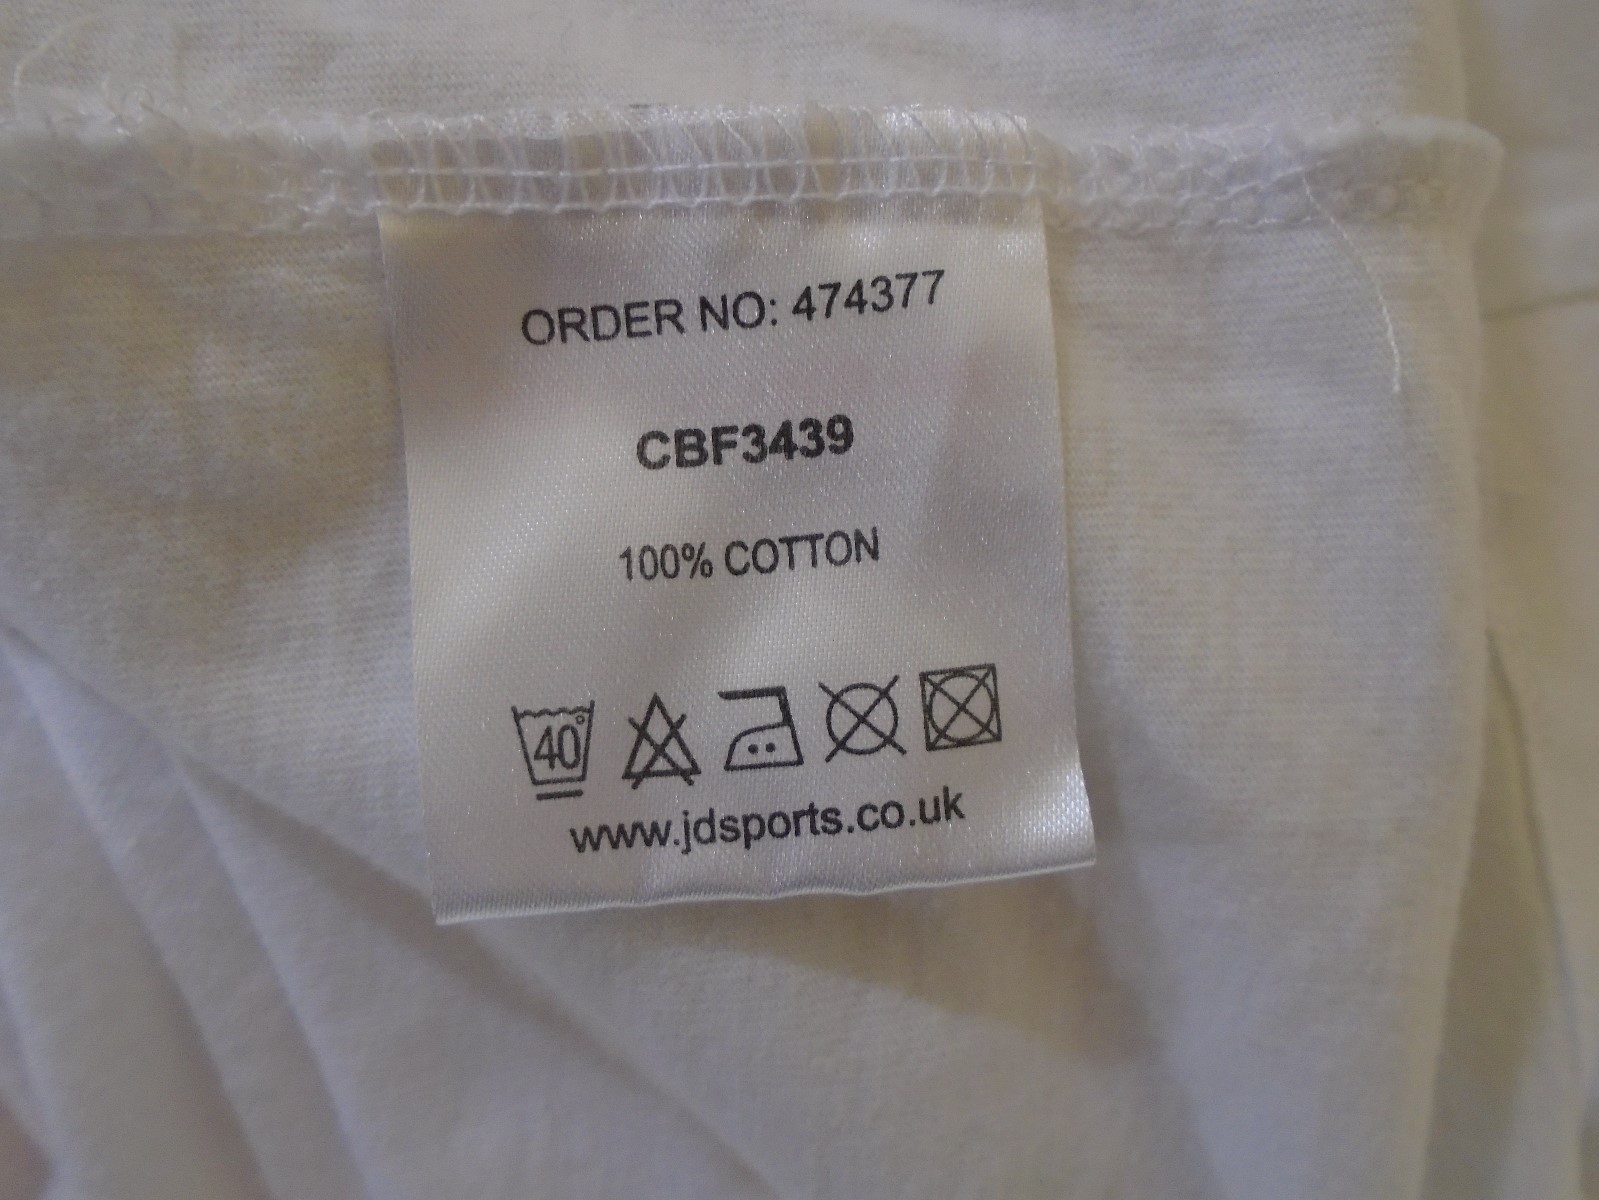 ORDER NO: 474377
CBF3439
100% COTTON
40°
www.jdsports.co.uk